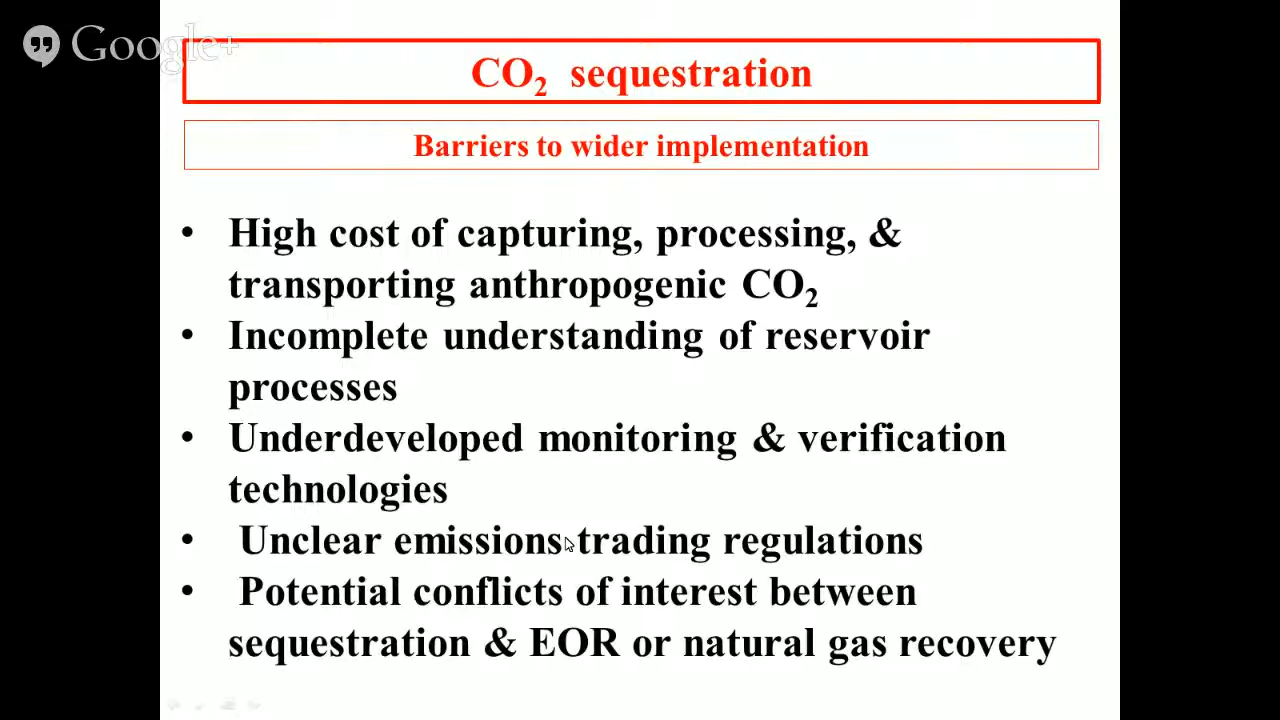 Google+
CO₂ sequestration
Barriers to wider implementation
• High cost of capturing, processing, &
transporting anthropogenic CO₂
• Incomplete understanding of reservoir
processes
• Underdeveloped monitoring & verification
technologies
• Unclear emissions trading regulations
• Potential conflicts of interest between
sequestration & EOR or natural gas recovery